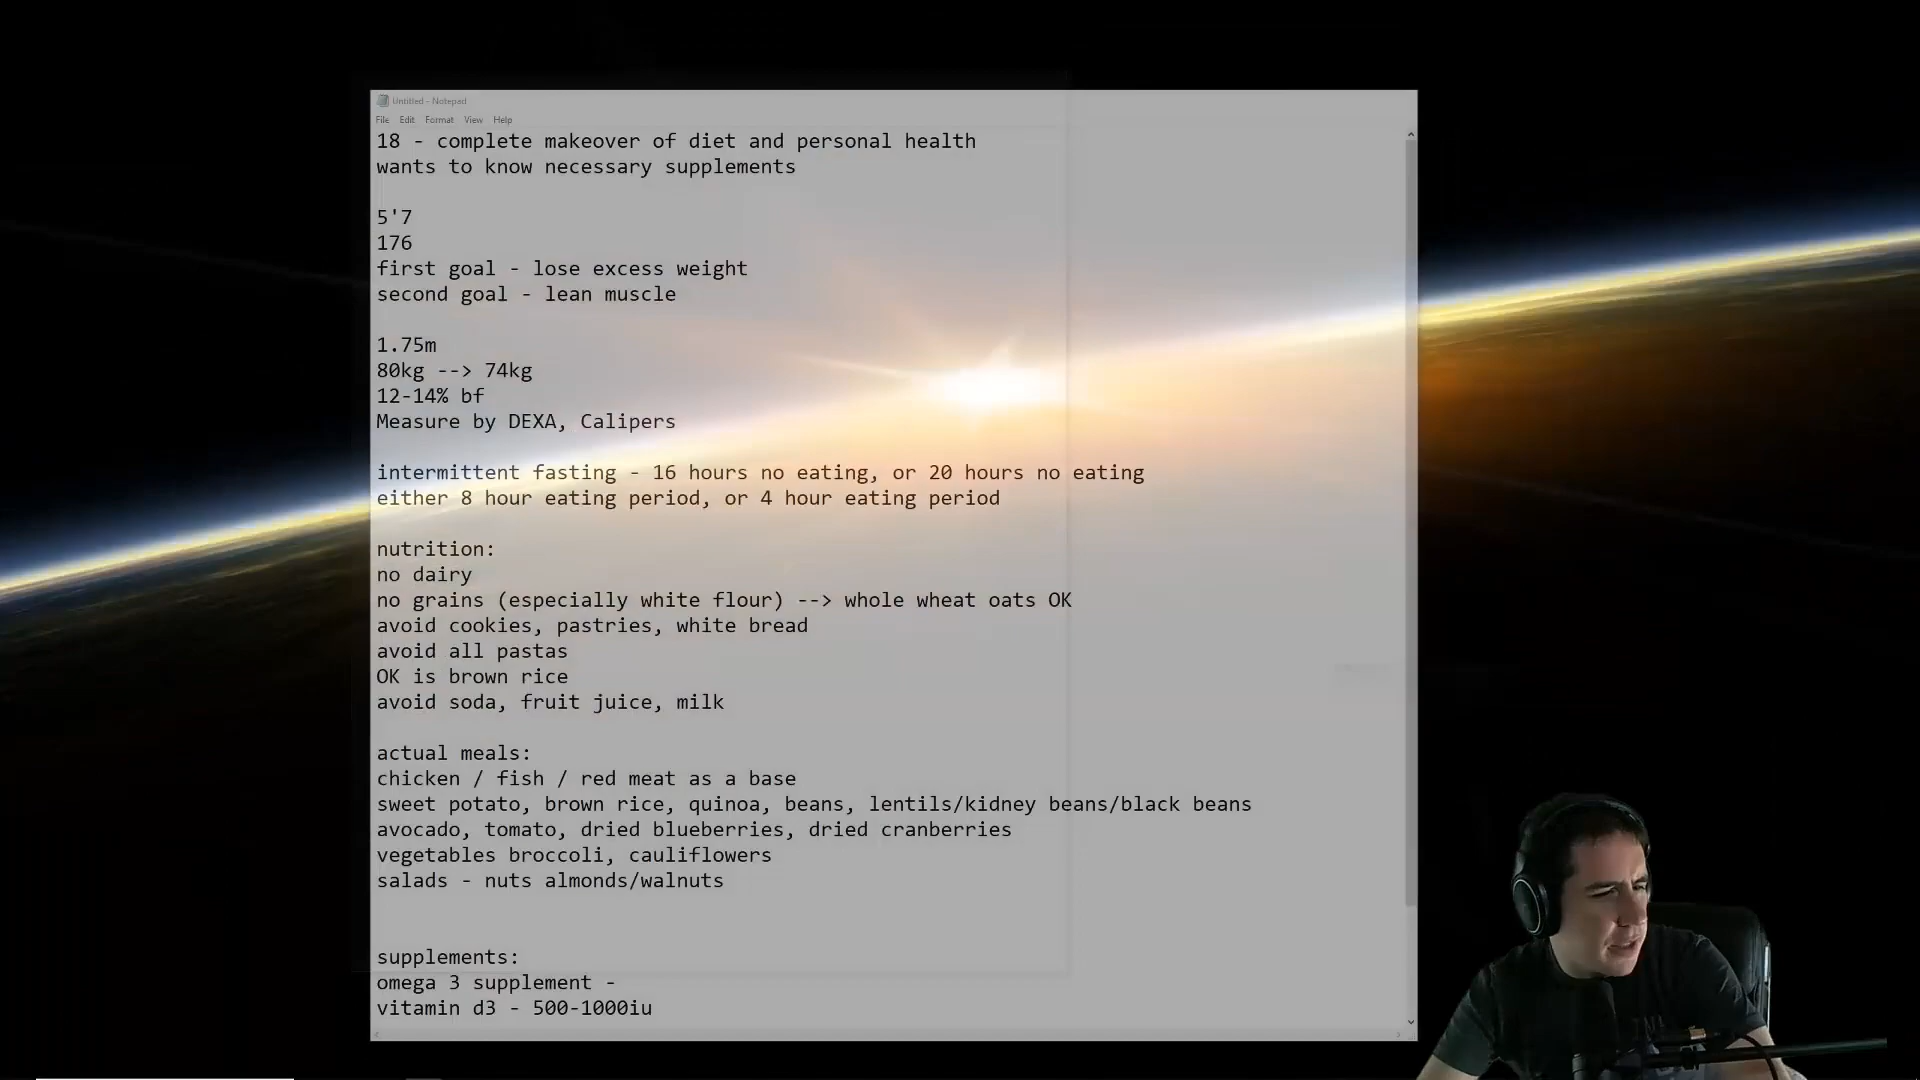 Untitled - Notepad
File Edit Format View Help
18 - complete makeover of diet and personal health
wants to know necessary supplements
5'7
176
first goal - lose excess weight
second goal - lean muscle
1.75m
80kg --> 74kg
12-14% bf
Measure by DEXA, Calipers
intermittent fasting - 16 hours no eating, or 20 hours no eating
either 8 hour eating period, or 4 hour eating period
nutrition:
no dairy
no grains (especially white flour) --> whole wheat oats OK
avoid cookies, pastries, white bread
avoid all pastas
OK is brown rice
avoid soda, fruit juice, milk
actual meals:
chicken / fish / red meat as a base
sweet potato, brown rice, quinoa, beans, lentils/kidney beans/black beans
avocado, tomato, dried blueberries, dried cranberries
vegetables broccoli, cauliflowers
salads - nuts almonds/walnuts
supplements:
omega 3 supplement -
vitamin d3 - 500-1000iu